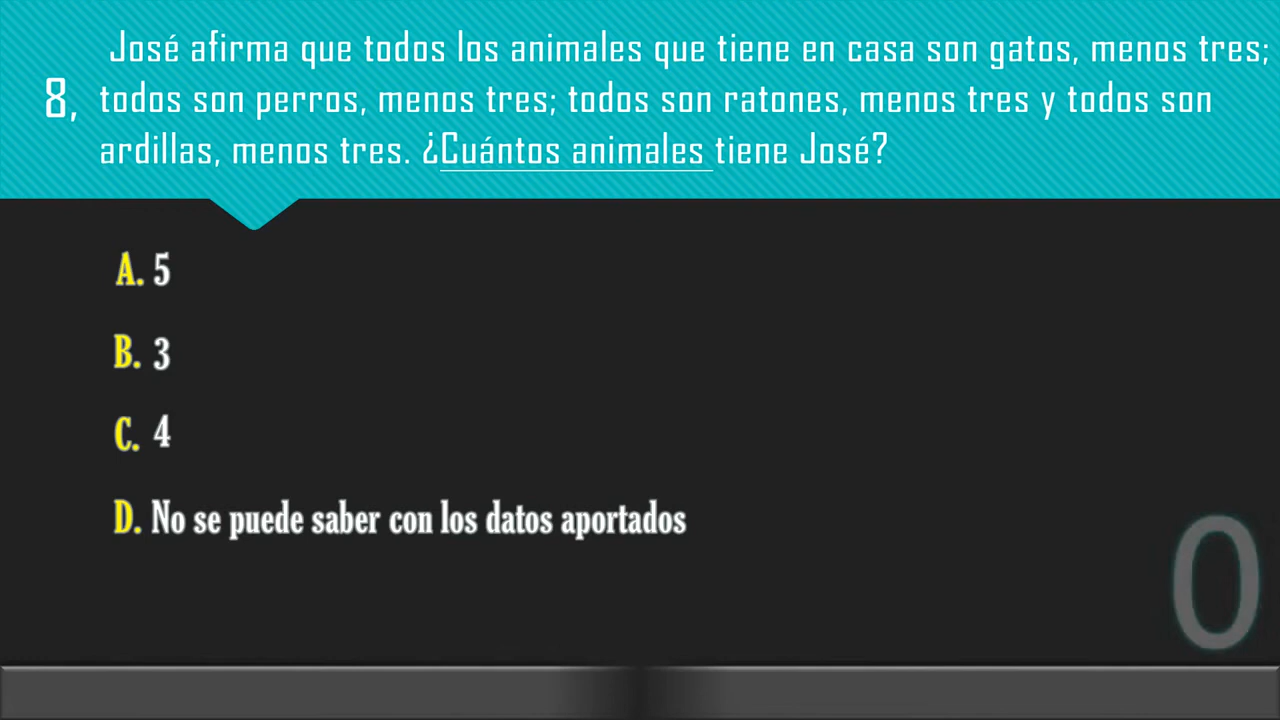 José afirma que todos los animales que tiene en casa son gatos, menos tres;
8, todos son perros, menos tres; todos son ratones, menos tres y todos son
ardillas, menos tres. ¿Cuántos animales tiene José?
A. 5
B. 3
C. 4
D. No se puede saber con los datos aportados
0